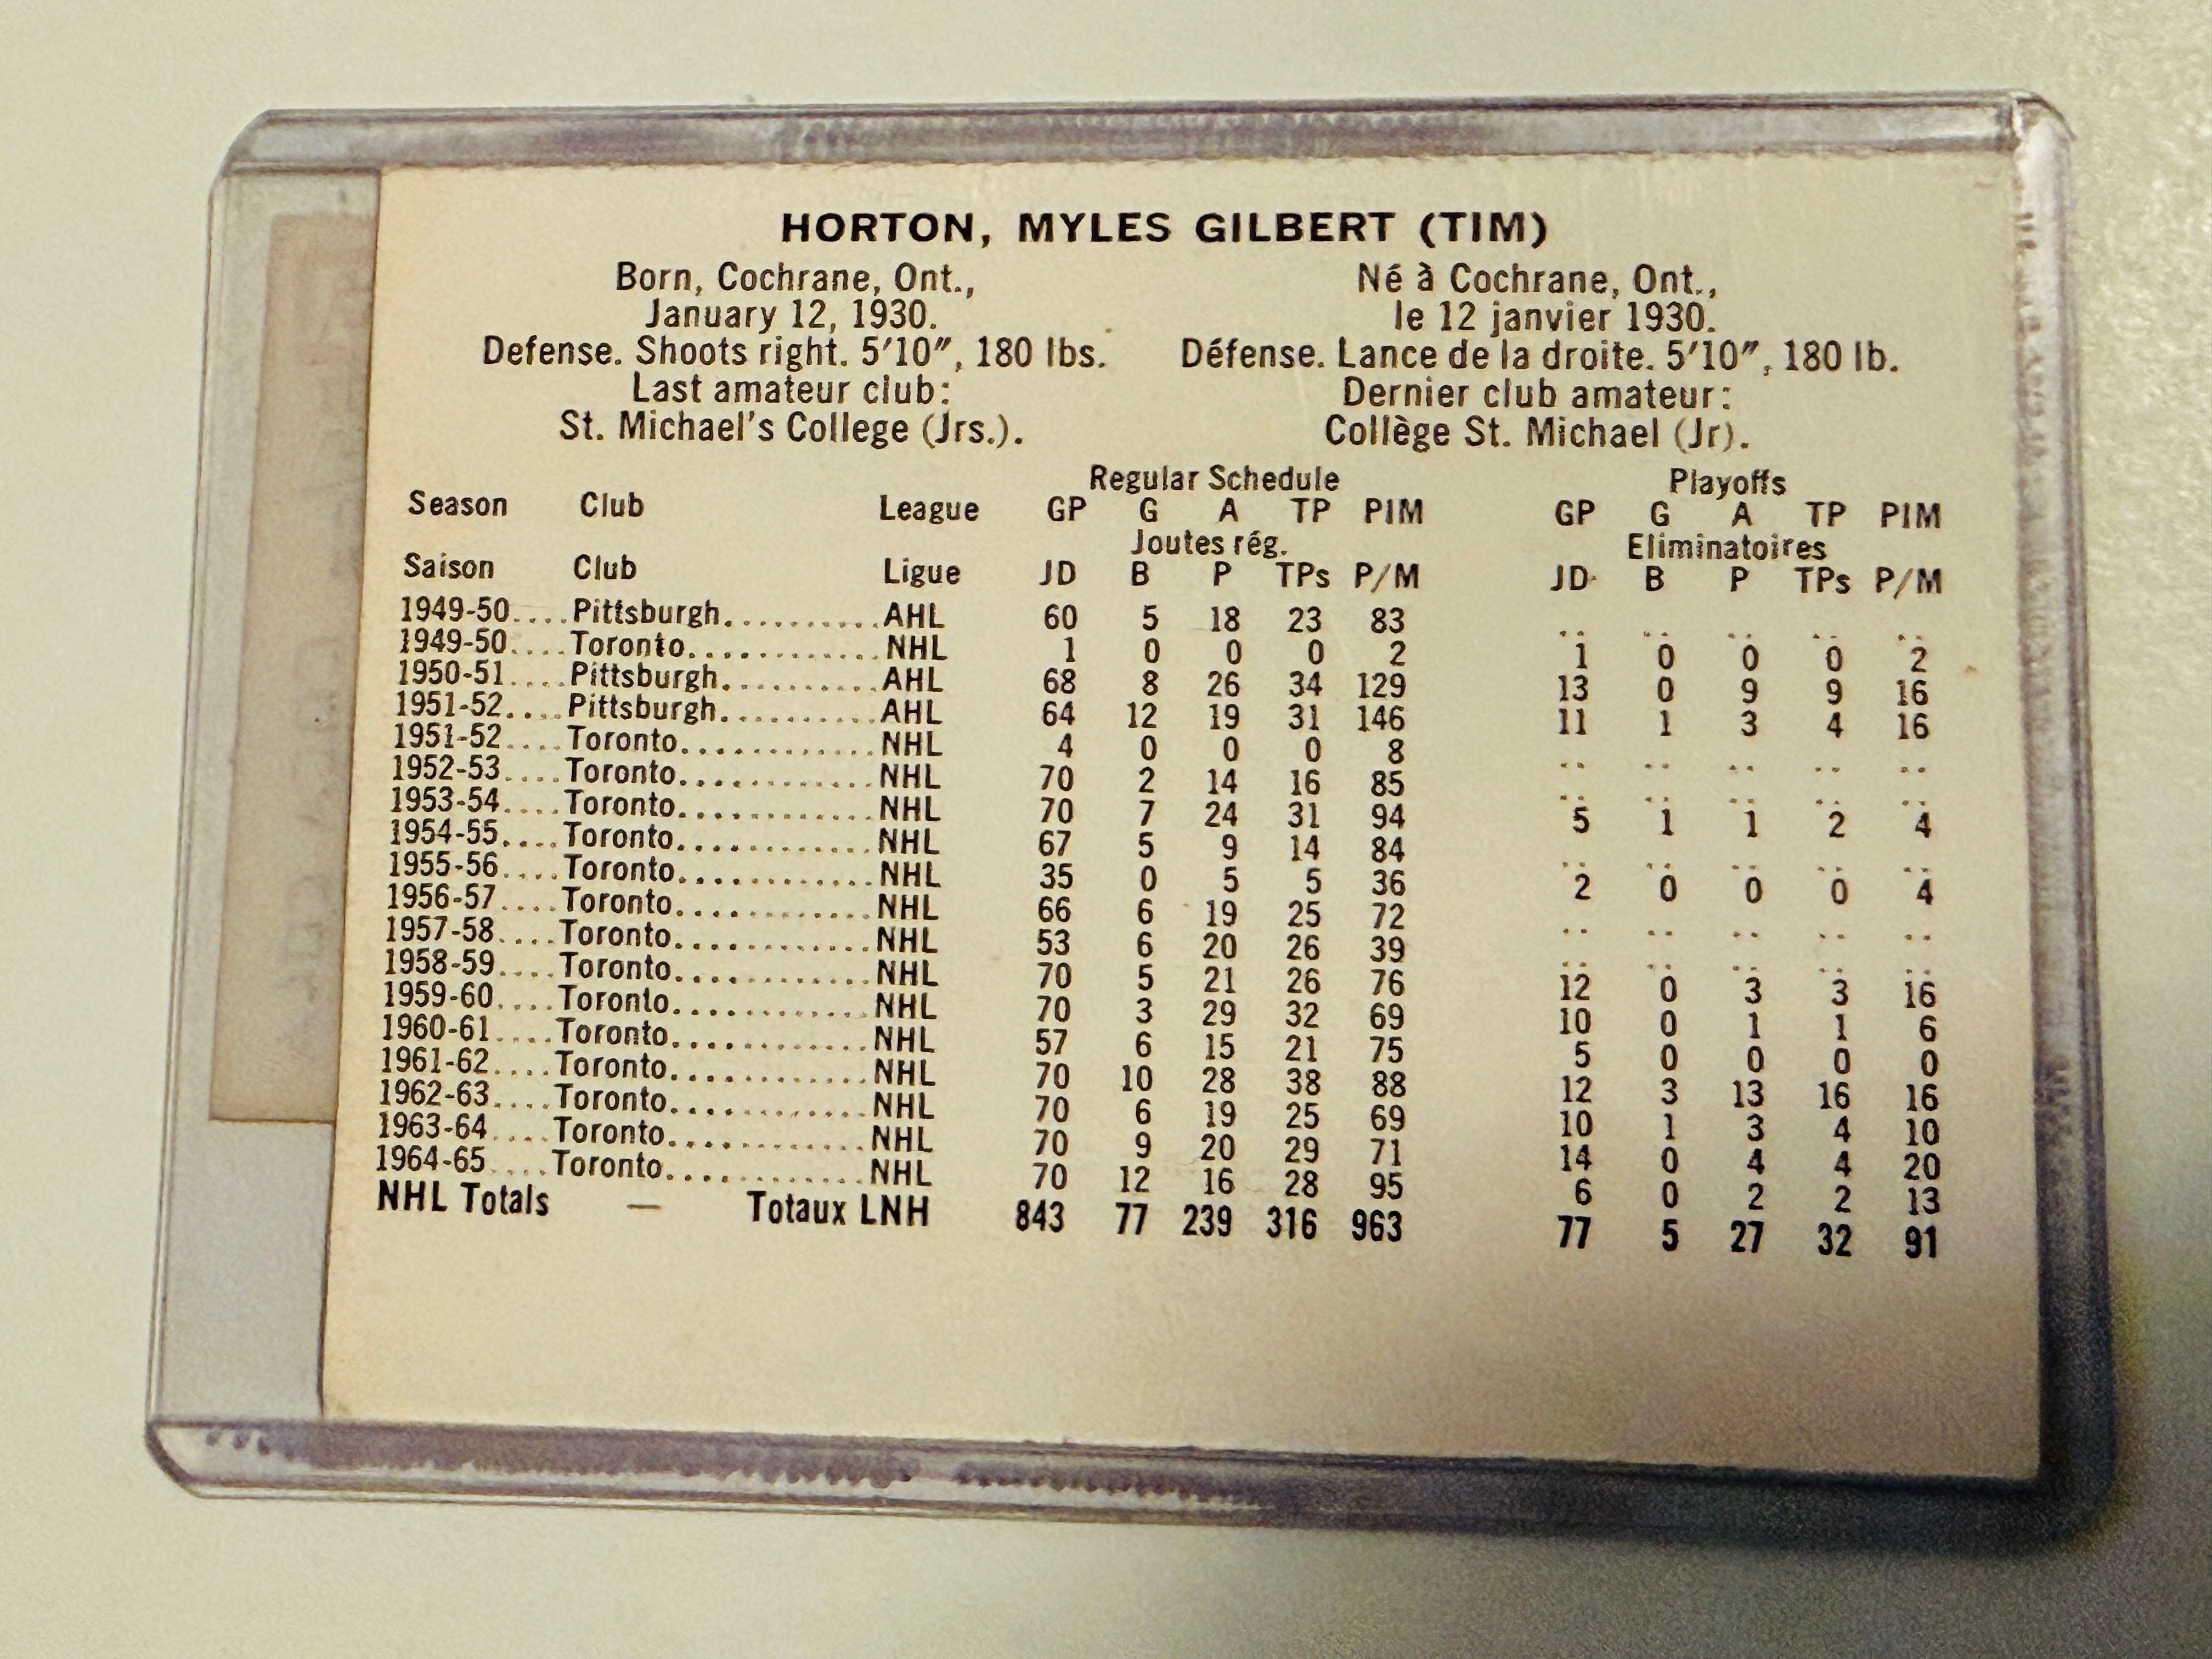 HORTON, MYLES GILBERT (TIM)
Born, Cochrane, Ont.,
January 12, 1930.
Defense. Shoots right. 5'10", 180 lbs.
Last amateur club:
St. Michael's College (Jrs.).
Né à Cochrane, Ont.,
le 12 janvier 1930.
Défense. Lance de la droite. 5'10", 180 lb.
Dernier club amateur:
Collège St. Michael (Jr).
Regular Schedule Playoffs
Season Club League GP G A TP PIM GP G A TP PIM
Joutes rég. Eliminatoires
Saison Club Ligue JD B P TPs P/M JD B P TPs P/M
1949-50....Pittsburgh...........AHL 60 5 18 23 83 .. .. .. .. ..
1949-50....Toronto.............NHL 1 0 0 0 2 1 0 0 0 2
1950-51....Pittsburgh...........AHL 68 8 26 34 129 13 0 9 9 16
1951-52....Pittsburgh...........AHL 64 12 19 31 146 11 1 3 4 16
1951-52....Toronto.............NHL 4 0 0 0 8 .. .. .. .. ..
1952-53....Toronto.............NHL 70 2 14 16 85 .. .. .. .. ..
1953-54....Toronto.............NHL 70 7 24 31 94 5 1 1 2 4
1954-55....Toronto.............NHL 67 5 9 14 84 .. .. .. .. ..
1955-56....Toronto.............NHL 35 0 5 5 36 2 0 0 0 4
1956-57....Toronto.............NHL 66 6 19 25 72 .. .. .. .. ..
1957-58....Toronto.............NHL 53 6 20 26 39 .. .. .. .. ..
1958-59....Toronto.............NHL 70 5 21 26 76 12 0 3 3 16
1959-60....Toronto.............NHL 70 3 29 32 69 10 0 1 1 6
1960-61....Toronto.............NHL 57 6 15 21 75 5 0 0 0 0
1961-62....Toronto.............NHL 70 10 28 38 88 12 3 13 16 16
1962-63....Toronto.............NHL 70 6 19 25 69 10 1 3 4 10
1963-64....Toronto.............NHL 70 9 20 29 71 14 0 4 4 20
1964-65....Toronto.............NHL 70 12 16 28 95 6 0 2 2 13
NHL Totals — Totaux LNH 843 77 239 316 963 77 5 27 32 91